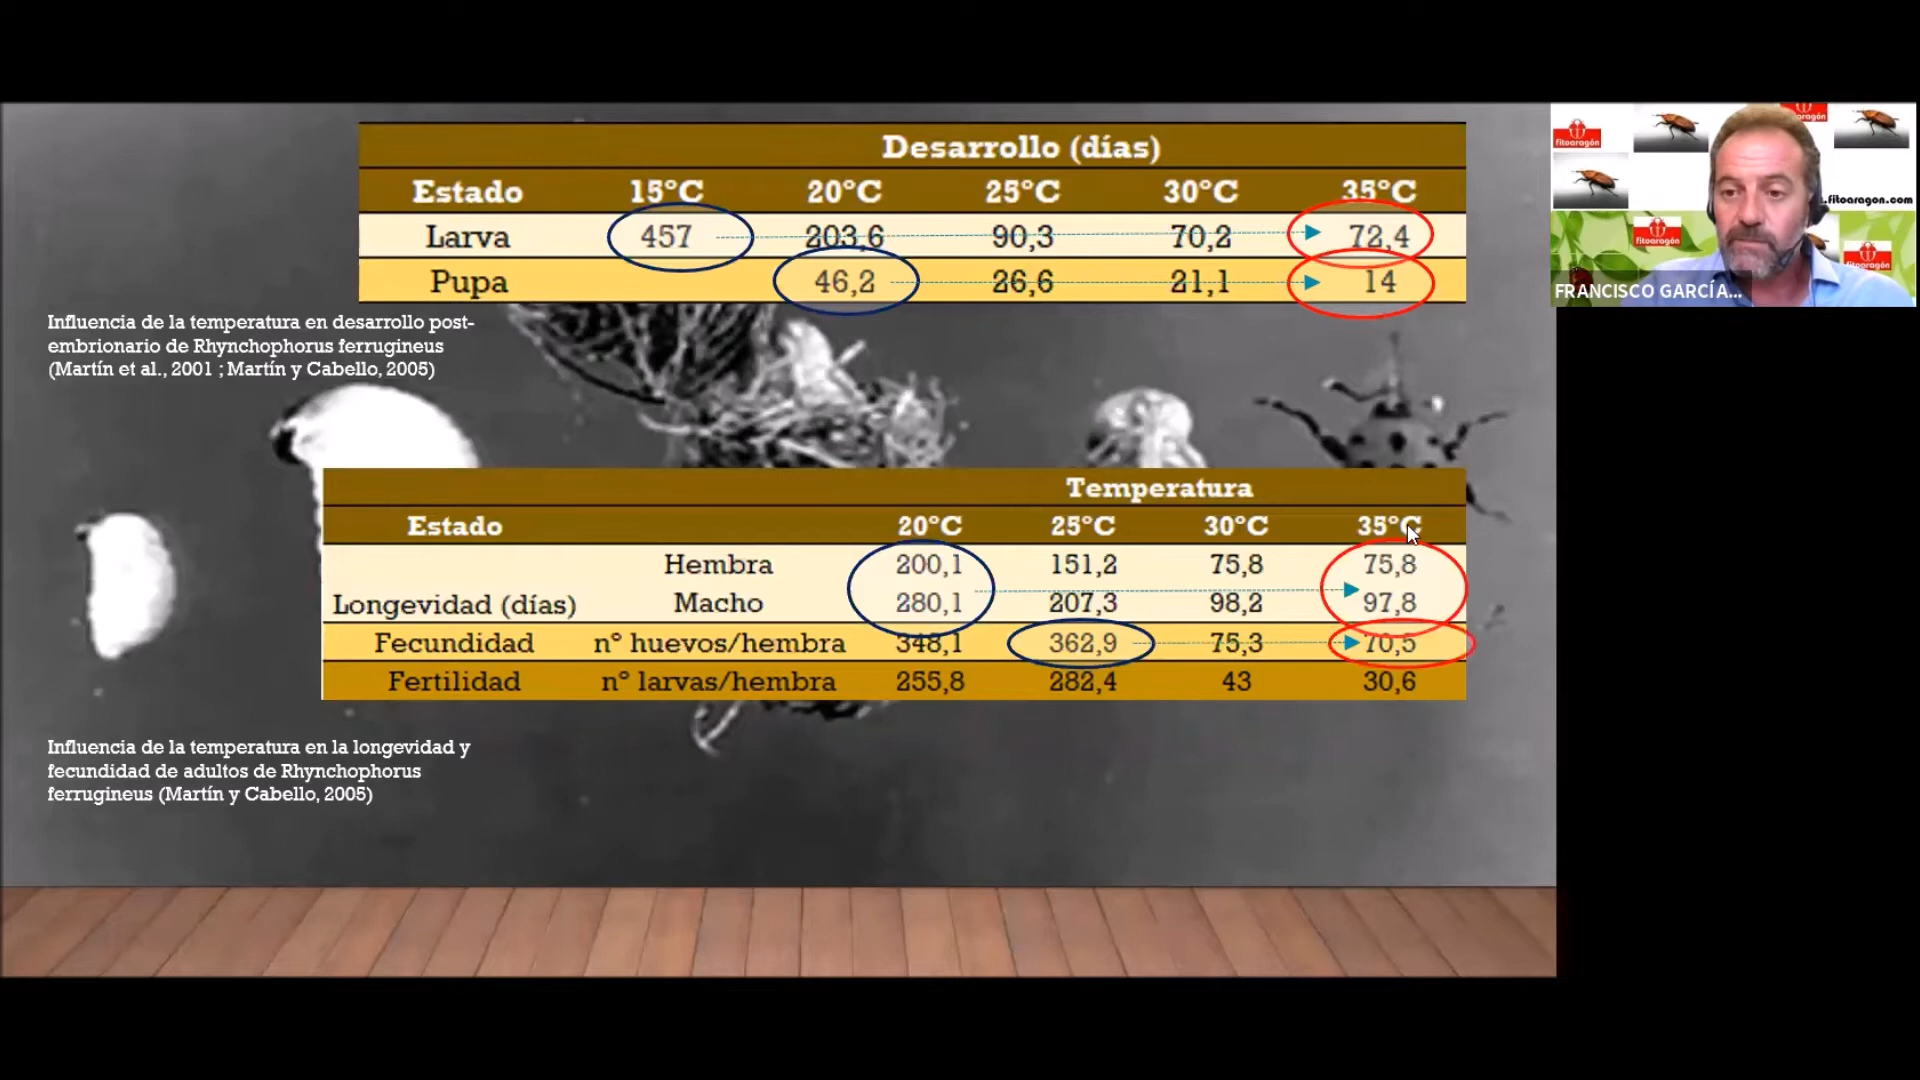 Desarrollo (días)
Estado 15°C 20°C 25°C 30°C 35°C
Larva 457 203,6 90,3 70,2 72,4
Pupa 46,2 26,6 21,1 14
Influencia de la temperatura en desarrollo post-
embrionario de Rhynchophorus ferrugineus
(Martín et al., 2001 ; Martín y Cabello, 2005)
Temperatura
Estado 20°C 25°C 30°C 35°C
Hembra 200,1 151,2 75,8 75,8
Longevidad (días) Macho 280,1 207,3 98,2 97,8
Fecundidad n° huevos/hembra 348,1 362,9 75,3 70,5
Fertilidad n° larvas/hembra 255,8 282,4 43 30,6
Influencia de la temperatura en la longevidad y
fecundidad de adultos de Rhynchophorus
ferrugineus (Martín y Cabello, 2005)
fitoaragón
.fitoaragon.com
fitoaragón
fitoaragón
FRANCISCO GARCÍA...